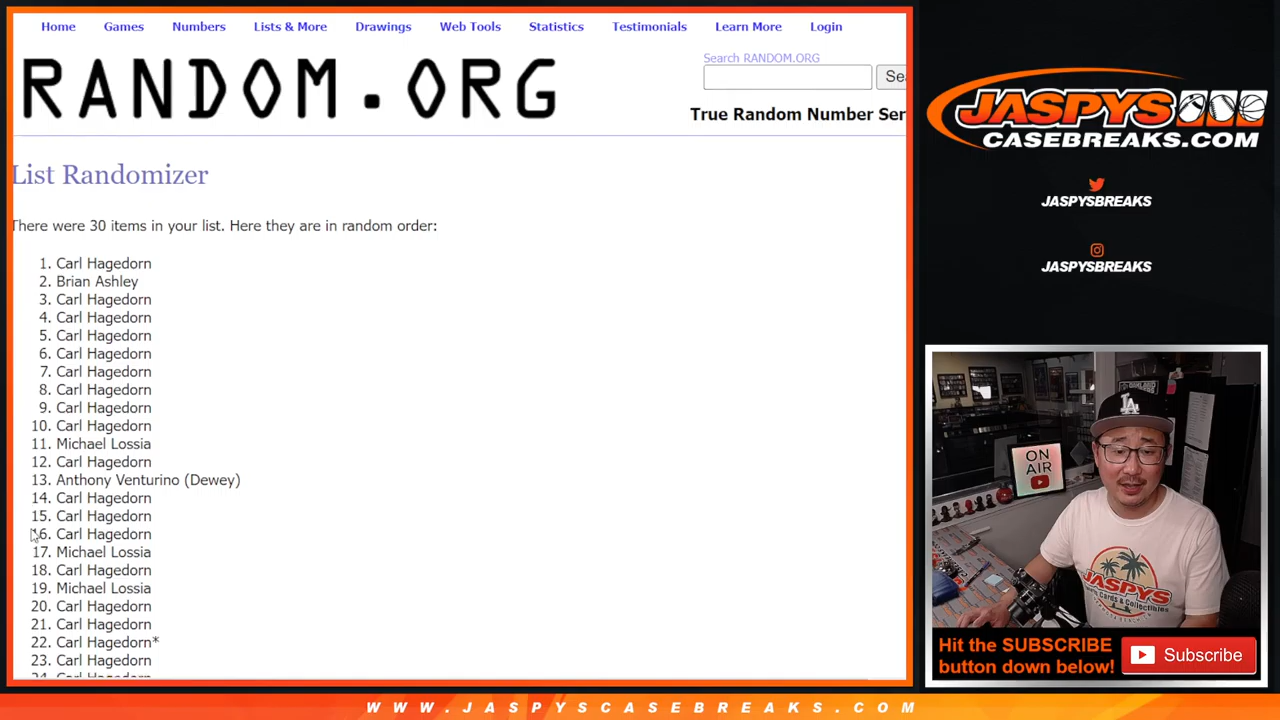 Home Games Numbers Lists & More Drawings Web Tools Statistics Testimonials Learn More Login
RANDOM.ORG
Search RANDOM.ORG
Sea
True Random Number Ser
List Randomizer
There were 30 items in your list. Here they are in random order:
1. Carl Hagedorn
2. Brian Ashley
3. Carl Hagedorn
4. Carl Hagedorn
5. Carl Hagedorn
6. Carl Hagedorn
7. Carl Hagedorn
8. Carl Hagedorn
9. Carl Hagedorn
10. Carl Hagedorn
11. Michael Lossia
12. Carl Hagedorn
13. Anthony Venturino (Dewey)
14. Carl Hagedorn
15. Carl Hagedorn
16. Carl Hagedorn
17. Michael Lossia
18. Carl Hagedorn
19. Michael Lossia
20. Carl Hagedorn
21. Carl Hagedorn
22. Carl Hagedorn*
23. Carl Hagedorn
24. Carl Hagedorn
JASPYS
CASEBREAKS.COM
JASPYSBREAKS
JASPYSBREAKS
LA
ON
AIR
JASPYS
Hit the SUBSCRIBE
button down below!
Subscribe
WWW.JASPYSCASEBREAKS.COM